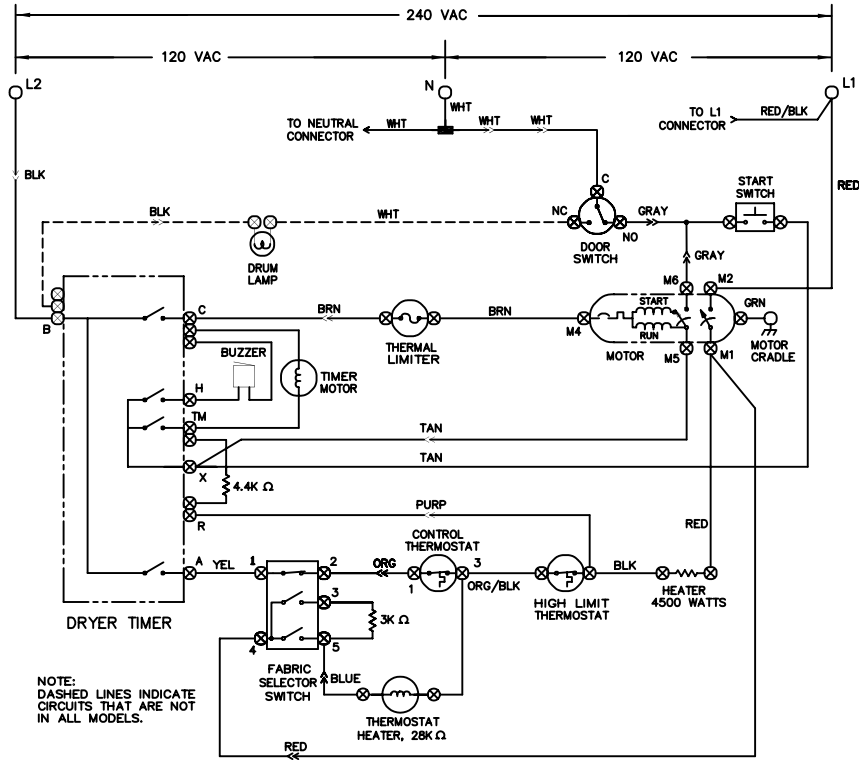 240 VAC
120 VAC
120 VAC
L2
N
L1
WHT
TO NEUTRAL
CONNECTOR
WHT
WHT
WHT
TO L1
CONNECTOR
RED/BLK
BLK
RED
C
START
SWITCH
BLK
WHT
NC
GRAY
NO
DOOR
SWITCH
DRUM
LAMP
GRAY
M6
M2
B
C
BRN
BRN
START
GRN
M4
RUN
THERMAL
LIMITER
MOTOR
M5
M1
MOTOR
CRADLE
BUZZER
TIMER
MOTOR
H
TM
TAN
TAN
X
4.4K Ω
PURP
R
RED
CONTROL
THERMOSTAT
A
YEL
1
2
ORG
1
3
ORG/BLK
BLK
HIGH LIMIT
THERMOSTAT
HEATER
4500 WATTS
3
3K Ω
DRYER TIMER
4
5
FABRIC
SELECTOR
SWITCH
BLUE
NOTE:
DASHED LINES INDICATE
CIRCUITS THAT ARE NOT
IN ALL MODELS.
THERMOSTAT
HEATER, 28K Ω
RED